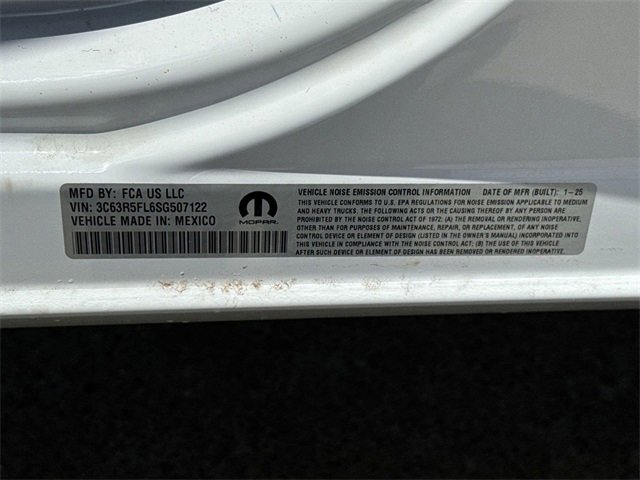 MFD BY: FCA US LLC
VIN: 3C63R5FL6SG507122
VEHICLE MADE IN: MEXICO
MOPAR
VEHICLE NOISE EMISSION CONTROL INFORMATION DATE OF MFR (BUILT): 1-25
THIS VEHICLE CONFORMS TO U.S. EPA REGULATIONS FOR NOISE EMISSION APPLICABLE TO MEDIUM
AND HEAVY TRUCKS. THE FOLLOWING ACTS OR THE CAUSING THEREOF BY ANY PERSON ARE
PROHIBITED BY THE NOISE CONTROL ACT OF 1972: (A) THE REMOVAL OR RENDERING INOPERATIVE,
OTHER THAN FOR PURPOSES OF MAINTENANCE, REPAIR, OR REPLACEMENT, OF ANY NOISE
CONTROL DEVICE OR ELEMENT OF DESIGN (LISTED IN THE OWNER'S MANUAL) INCORPORATED INTO
THIS VEHICLE IN COMPLIANCE WITH THE NOISE CONTROL ACT; (B) THE USE OF THIS VEHICLE
AFTER SUCH DEVICE OR ELEMENT OF DESIGN HAS BEEN REMOVED OR RENDERED INOPERATIVE.